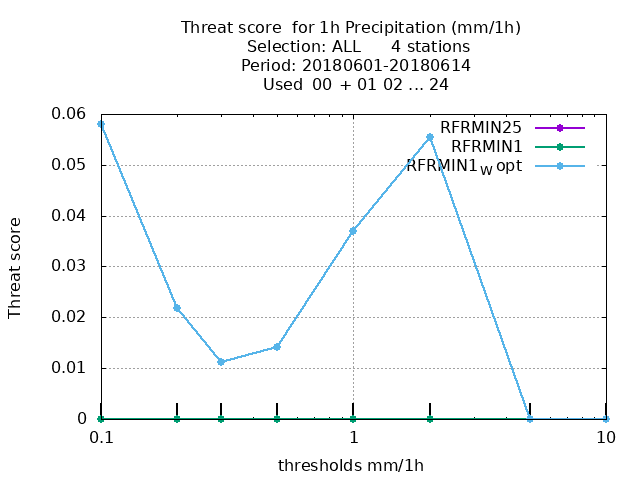 Threat score  for 1h Precipitation (mm/1h)
Selection: ALL      4 stations
Period: 20180601-20180614
Used  00  + 01 02 ... 24
0.06
0.05
0.04
0.03
0.02
0.01
0
Threat score
RFRMIN25
RFRMIN1
RFRMIN1_W opt
0.1
1
10
thresholds mm/1h